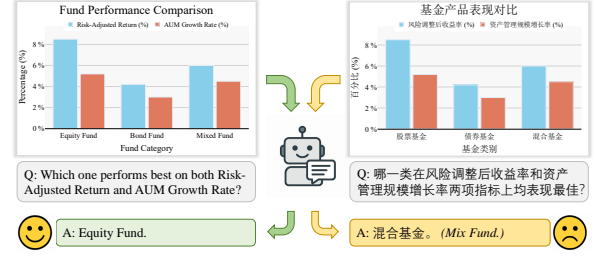 Fund Performance Comparison
Risk-Adjusted Return (%)
AUM Growth Rate (%)
Percentage (%)
8 %
6 %
4 %
2 %
0 %
Equity Fund
Bond Fund
Mixed Fund
Fund Category
Q: Which one performs best on both Risk-
Adjusted Return and AUM Growth Rate?
A: Equity Fund.
基金产品表现对比
风险调整后收益率 (%)
资产管理规模增长率 (%)
百分比 (%)
8 %
6 %
4 %
2 %
0 %
股票基金
债券基金
混合基金
基金类别
Q: 哪一类在风险调整后收益率和资产
管理规模增长率两项指标上均表现最佳?
A: 混合基金。(Mix Fund.)